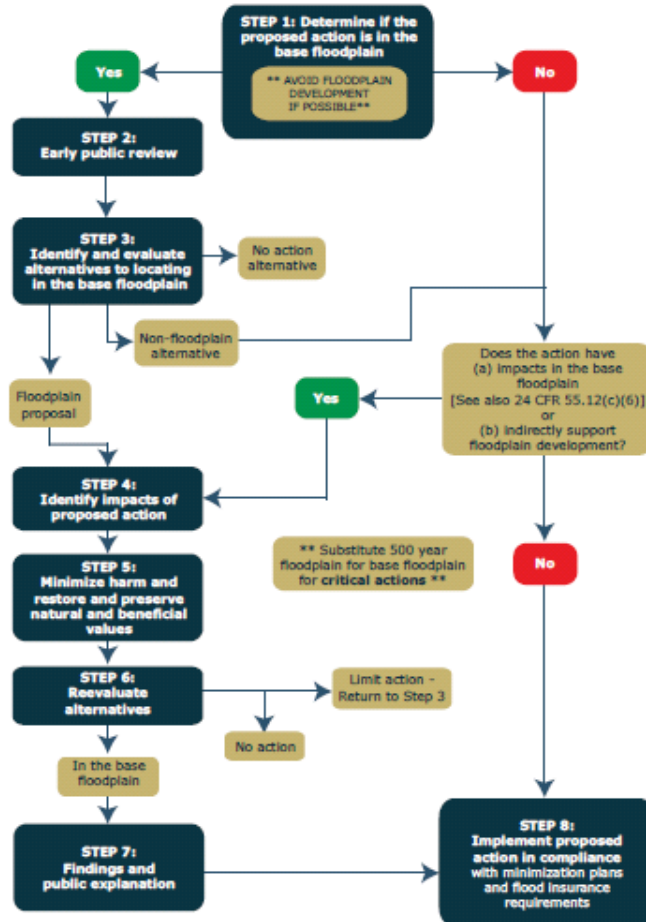 STEP 1: Determine if the
proposed action is in the
base floodplain
** AVOID FLOODPLAIN
DEVELOPMENT
IF POSSIBLE**
Yes
No
STEP 2:
Early public review
STEP 3:
Identify and evaluate
alternatives to locating
in the base floodplain
No action
alternative
Non-floodplain
alternative
Floodplain
proposal
Does the action have
(a) impacts in the base
floodplain
[See also 24 CFR 55.12(c)(6)]
or
(b) indirectly support
floodplain development?
Yes
STEP 4:
Identify impacts of
proposed action
** Substitute 500 year
floodplain for base floodplain
for critical actions **
No
STEP 5:
Minimize harm and
restore and preserve
natural and beneficial
values
STEP 6:
Reevaluate
alternatives
Limit action -
Return to Step 3
No action
In the base
floodplain
STEP 7:
Findings and
public explanation
STEP 8:
Implement proposed
action in compliance
with minimization plans
and flood insurance
requirements